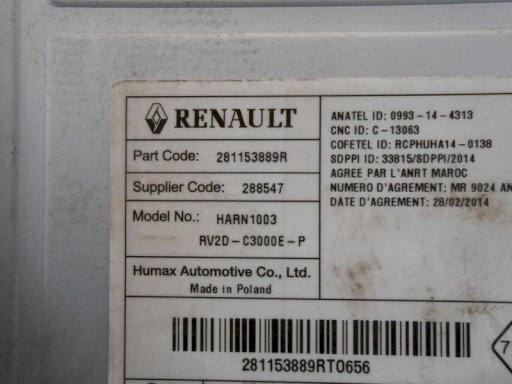 RENAULT
Part Code: 281153889R
Supplier Code: 288547
Model No.: HARN1003
RV2D-C3000E-P
Humax Automotive Co., Ltd.
Made in Poland
ANATEL ID: 0993-14-4313
CNC ID: C-13063
COFETEL ID: RCPHUHA14-0138
SDPPI ID: 33815/SDPPI/2014
AGREE PAR L'ANRT MAROC
NUMERO D'AGREMENT: MR 9024 AN
DATE D'AGREMENT: 28/02/2014
281153889RT0656
7